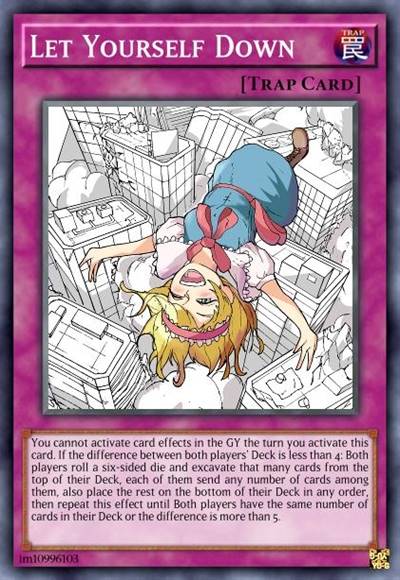 LET YOURSELF DOWN
TRAP
罠
[TRAP CARD]
You cannot activate card effects in the GY the turn you activate this
card. If the difference between both players' Deck is less than 4: Both
players roll a six-sided die and excavate that many cards from the
top of their Deck, each of them send any number of cards among
them, also place the rest on the bottom of their Deck in any order,
then repeat this effect until Both players have the same number of
cards in their Deck or the difference is more than 5.
im10996103